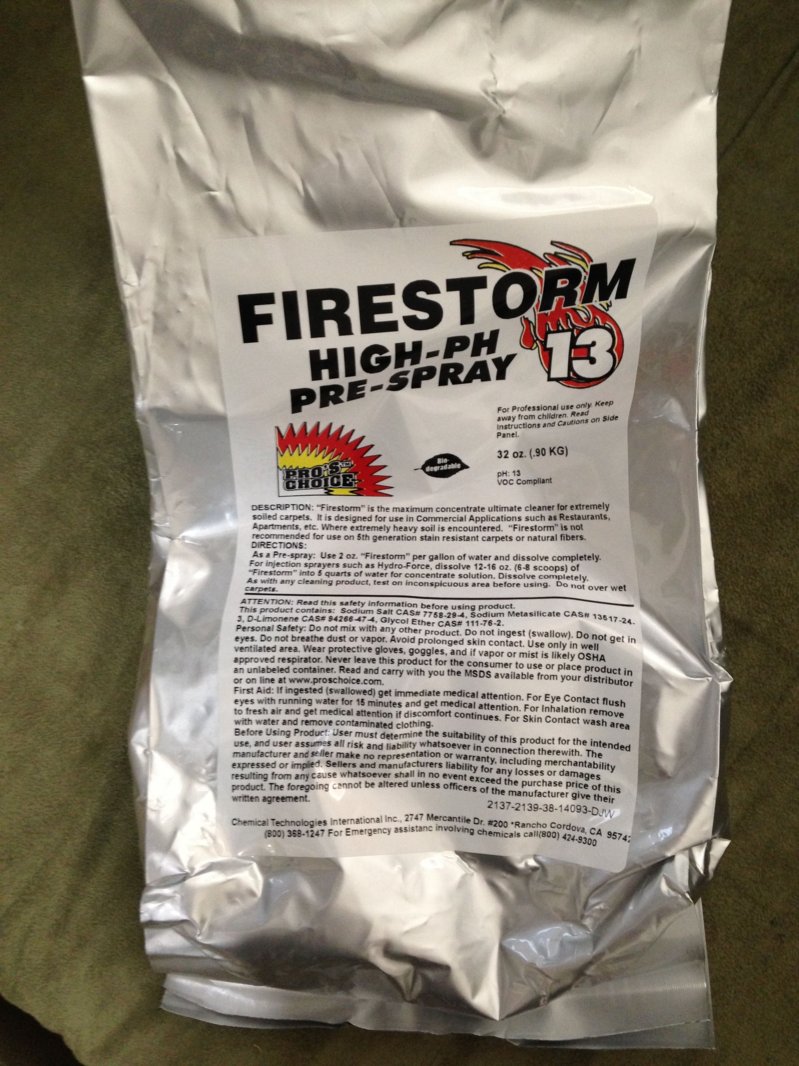 FIRESTORM
HIGH-PH
PRE-SPRAY
13
For Professional use only. Keep
away from children. Read
Instructions and Cautions on Side
Panel.
32 oz. (.90 KG)
pH: 13
VOC Compliant
PRO'S™
CHOICE
Bio-
degradable
DESCRIPTION: "Firestorm" is the maximum concentrate ultimate cleaner for extremely
soiled carpets. It is designed for use in Commercial Applications such as Restaurants,
Apartments, etc. Where extremely heavy soil is encountered. "Firestorm" is not
recommended for use on 5th generation stain resistant carpets or natural fibers.
DIRECTIONS:
As a Pre-spray: Use 2 oz. "Firestorm" per gallon of water and dissolve completely.
For injection sprayers such as Hydro-Force, dissolve 12-16 oz. (6-8 scoops) of
"Firestorm" into 5 quarts of water for concentrate solution. Dissolve completely.
As with any cleaning product, test on inconspicuous area before using. Do not over wet
carpets.
ATTENTION: Read this safety information before using product.
This product contains: Sodium Salt CAS# 7758-29-4, Sodium Metasilicate CAS# 13517-24-
3, D-Limonene CAS# 94266-47-4, Glycol Ether CAS# 111-76-2.
Personal Safety: Do not mix with any other product. Do not ingest (swallow). Do not get in
eyes. Do not breathe dust or vapor. Avoid prolonged skin contact. Use only in well
ventilated area. Wear protective gloves, goggles, and if vapor or mist is likely OSHA
approved respirator. Never leave this product for the consumer to use or place product in
an unlabeled container. Read and carry with you the MSDS available from your distributor
or on line at www.proschoice.com.
First Aid: If ingested (swallowed) get immediate medical attention. For Eye Contact flush
eyes with running water for 15 minutes and get medical attention. For Inhalation remove
to fresh air and get medical attention if discomfort continues. For Skin Contact wash area
with water and remove contaminated clothing.
Before Using Product: User must determine the suitability of this product for the intended
use, and user assumes all risk and liability whatsoever in connection therewith. The
manufacturer and seller make no representation or warranty, including merchantability
expressed or implied. Sellers and manufacturers liability for any losses or damages
resulting from any cause whatsoever shall in no event exceed the purchase price of this
product. The foregoing cannot be altered unless officers of the manufacturer give their
written agreement.
2137-2139-38-14093-DJW
Chemical Technologies International Inc., 2747 Mercantile Dr. #200 *Rancho Cordova, CA 95742
(800) 368-1247 For Emergency assistanc involving chemicals call(800) 424-9300